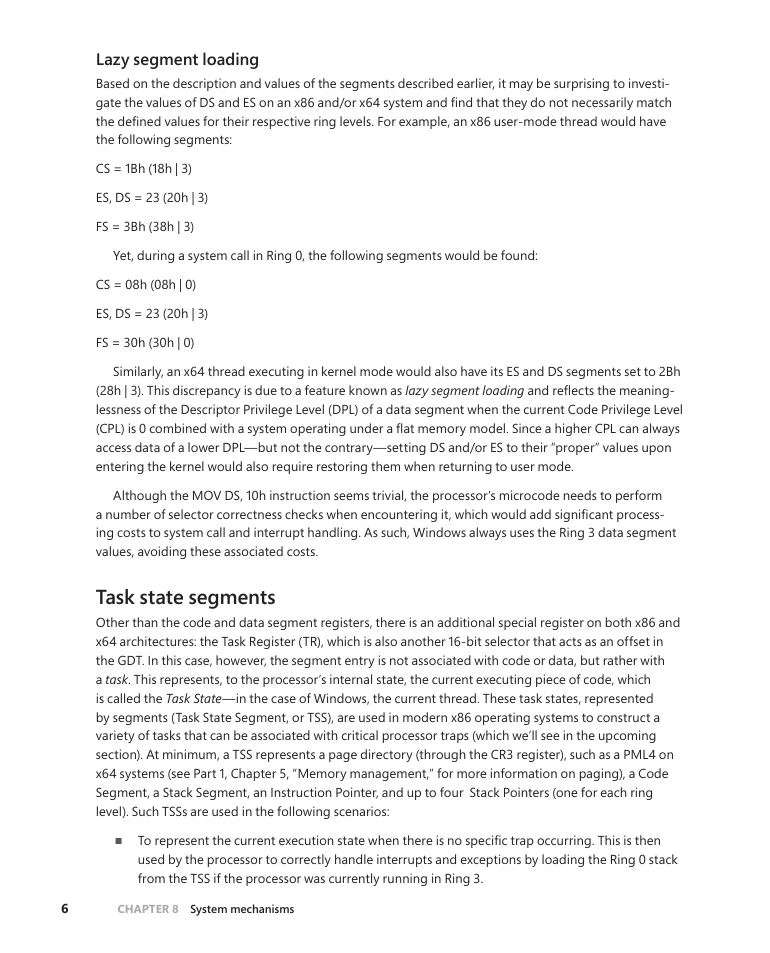 Lazy segment loading
Based on the description and values of the segments described earlier, it may be surprising to investi-
gate the values of DS and ES on an x86 and/or x64 system and find that they do not necessarily match
the defined values for their respective ring levels. For example, an x86 user-mode thread would have
the following segments:
CS = 1Bh (18h | 3)
ES, DS = 23 (20h | 3)
FS = 3Bh (38h | 3)
Yet, during a system call in Ring 0, the following segments would be found:
CS = 08h (08h | 0)
ES, DS = 23 (20h | 3)
FS = 30h (30h | 0)
Similarly, an x64 thread executing in kernel mode would also have its ES and DS segments set to 2Bh
(28h | 3). This discrepancy is due to a feature known as lazy segment loading and reflects the meaning-
lessness of the Descriptor Privilege Level (DPL) of a data segment when the current Code Privilege Level
(CPL) is 0 combined with a system operating under a flat memory model. Since a higher CPL can always
access data of a lower DPL—but not the contrary—setting DS and/or ES to their “proper” values upon
entering the kernel would also require restoring them when returning to user mode.
Although the MOV DS, 10h instruction seems trivial, the processor’s microcode needs to perform
a number of selector correctness checks when encountering it, which would add significant process-
ing costs to system call and interrupt handling. As such, Windows always uses the Ring 3 data segment
values, avoiding these associated costs.
Task state segments
Other than the code and data segment registers, there is an additional special register on both x86 and
x64 architectures: the Task Register (TR), which is also another 16-bit selector that acts as an offset in
the GDT. In this case, however, the segment entry is not associated with code or data, but rather with
a task. This represents, to the processor’s internal state, the current executing piece of code, which
is called the Task State—in the case of Windows, the current thread. These task states, represented
by segments (Task State Segment, or TSS), are used in modern x86 operating systems to construct a
variety of tasks that can be associated with critical processor traps (which we’ll see in the upcoming
section). At minimum, a TSS represents a page directory (through the CR3 register), such as a PML4 on
x64 systems (see Part 1, Chapter 5, “Memory management,” for more information on paging), a Code
Segment, a Stack Segment, an Instruction Pointer, and up to four Stack Pointers (one for each ring
level). Such TSSs are used in the following scenarios:
■ To represent the current execution state when there is no specific trap occurring. This is then
used by the processor to correctly handle interrupts and exceptions by loading the Ring 0 stack
from the TSS if the processor was currently running in Ring 3.
6 CHAPTER 8 System mechanisms